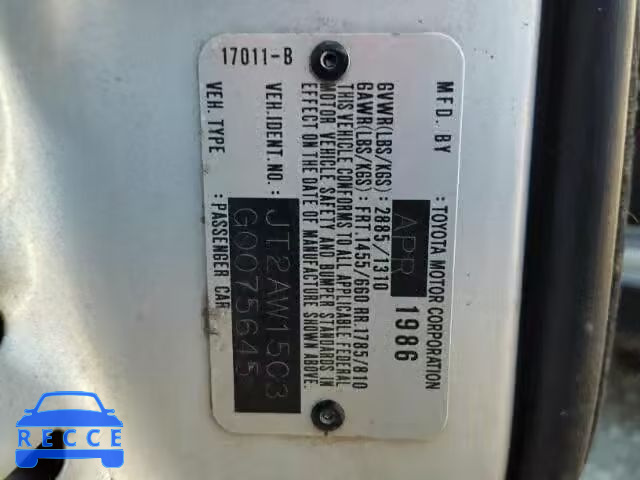 MFD. BY : TOYOTA MOTOR CORPORATION
APR 1986
GVWR(LBS/KGS) : 2885/1310
GAWR(LBS/KGS) : FRT.1455/660 RR.1785/810
THIS VEHICLE CONFORMS TO ALL APPLICABLE FEDERAL
MOTOR VEHICLE SAFETY AND BUMPER STANDARDS IN
EFFECT ON THE DATE OF MANUFACTURE SHOWN ABOVE.
VEH.IDENT.NO. : JT2AW15C3
G0075645
VEH. TYPE : PASSENGER CAR
17011-B
RECCE